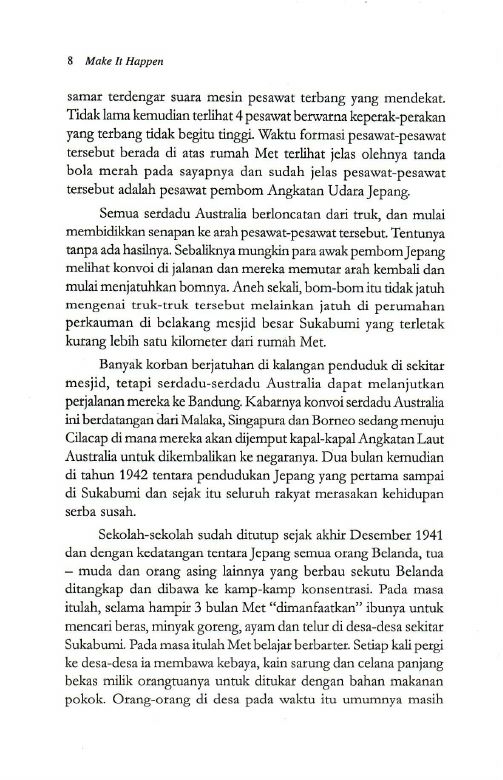 8 Make It Happen
samar terdengar suara mesin pesawat terbang yang mendekat.
Tidak lama kemudian terlihat 4 pesawat berwarna keperak-perakan
yang terbang tidak begitu tinggi. Waktu formasi pesawat-pesawat
tersebut berada di atas rumah Met terlihat jelas olehnya tanda
bola merah pada sayapnya dan sudah jelas pesawat-pesawat
tersebut adalah pesawat pembom Angkatan Udara Jepang.
Semua serdadu Australia berloncatan dari truk, dan mulai
membidikkan senapan ke arah pesawat-pesawat tersebut. Tentunya
tanpa ada hasilnya. Sebaliknya mungkin para awak pembom Jepang
melihat konvoi di jalanan dan mereka memutar arah kembali dan
mulai menjatuhkan bomnya. Aneh sekali, bom-bom itu tidak jatuh
mengenai truk-truk tersebut melainkan jatuh di perumahan
perkauman di belakang mesjid besar Sukabumi yang terletak
kurang lebih satu kilometer dari rumah Met.
Banyak korban berjatuhan di kalangan penduduk di sekitar
mesjid, tetapi serdadu-serdadu Australia dapat melanjutkan
perjalanan mereka ke Bandung. Kabarnya konvoi serdadu Australia
ini berdatangan dari Malaka, Singapura dan Borneo sedang menuju
Cilacap di mana mereka akan dijemput kapal-kapal Angkatan Laut
Australia untuk dikembalikan ke negaranya. Dua bulan kemudian
di tahun 1942 tentara pendudukan Jepang yang pertama sampai
di Sukabumi dan sejak itu seluruh rakyat merasakan kehidupan
serba susah.
Sekolah-sekolah sudah ditutup sejak akhir Desember 1941
dan dengan kedatangan tentara Jepang semua orang Belanda, tua
– muda dan orang asing lainnya yang berbau sekutu Belanda
ditangkap dan dibawa ke kamp-kamp konsentrasi. Pada masa
itulah, selama hampir 3 bulan Met “dimanfaatkan” ibunya untuk
mencari beras, minyak goreng, ayam dan telur di desa-desa sekitar
Sukabumi. Pada masa itulah Met belajar berbarter. Setiap kali pergi
ke desa-desa ia membawa kebaya, kain sarung dan celana panjang
bekas milik orangtuanya untuk ditukar dengan bahan makanan
pokok. Orang-orang di desa pada waktu itu umumnya masih